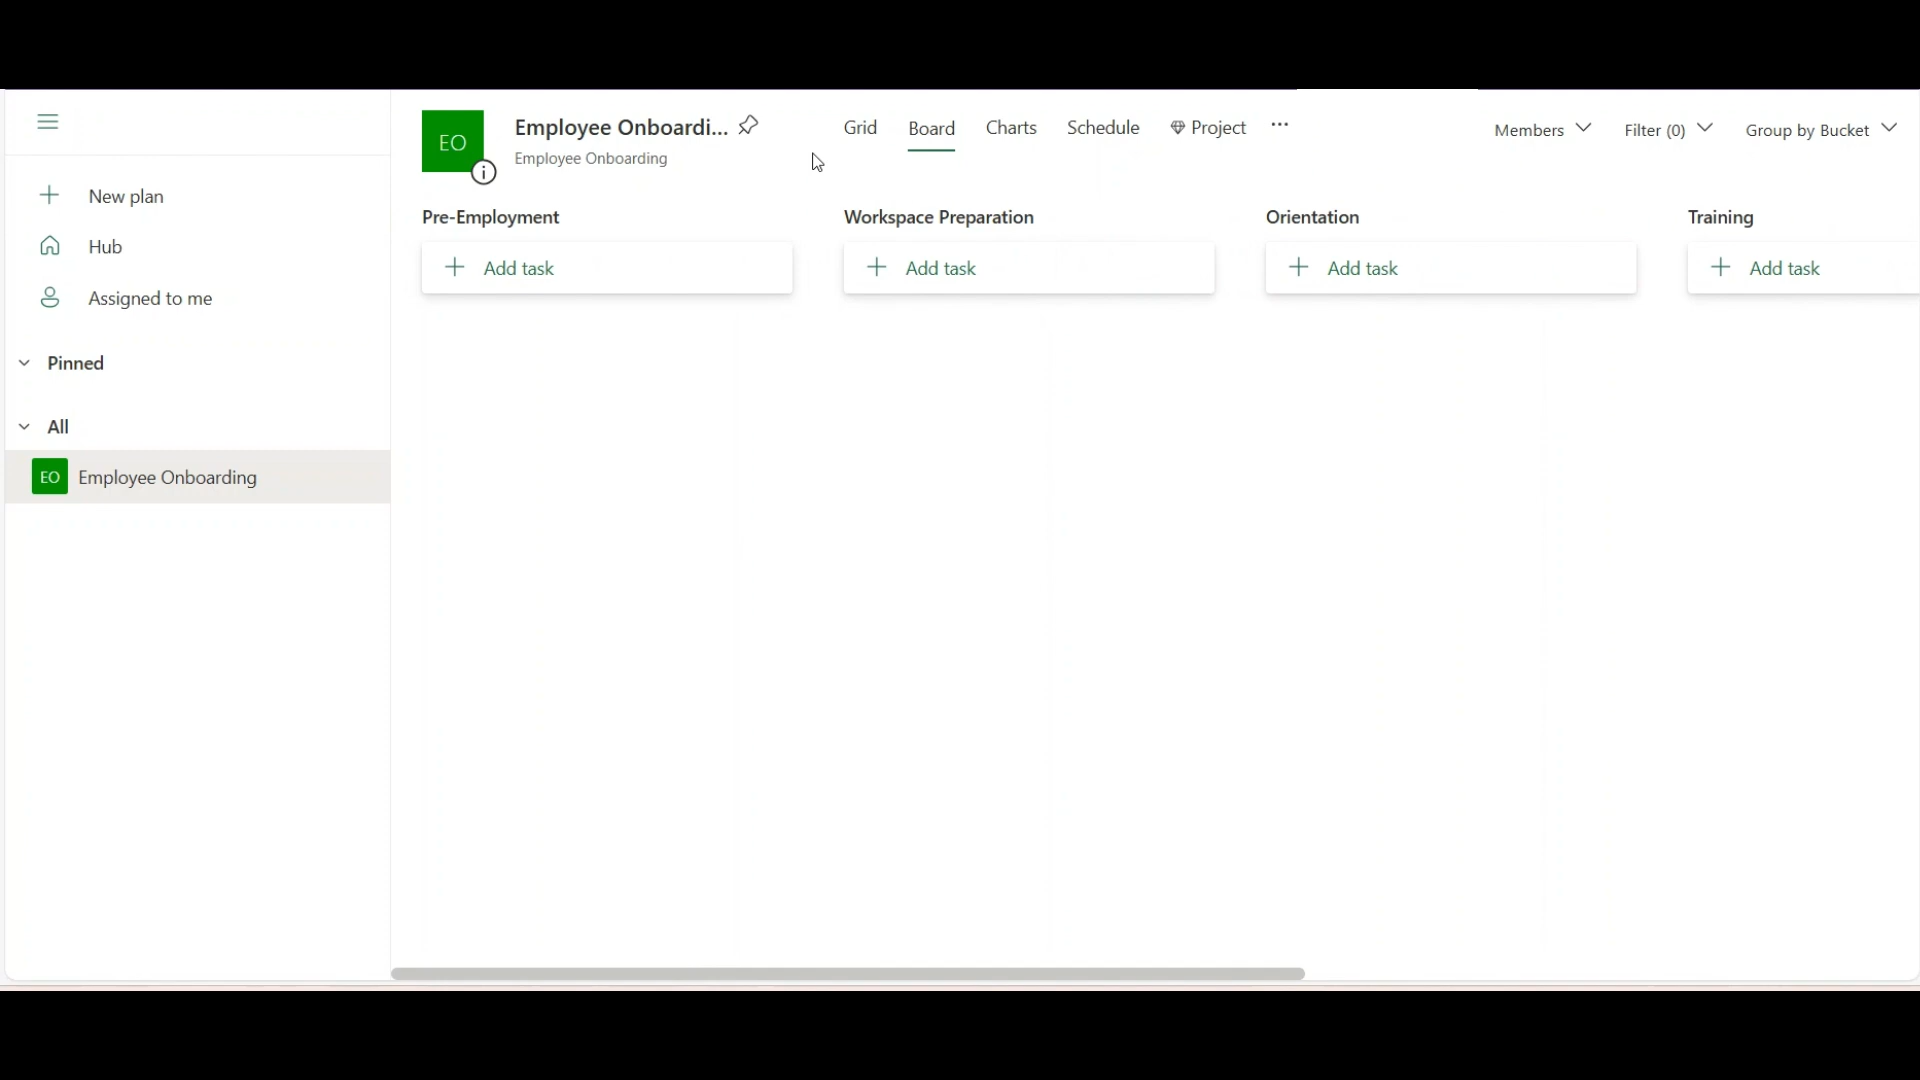 EO
Employee Onboardi...
Employee Onboarding
Grid
Board
Charts
Schedule
Project
Members
Filter (0)
Group by Bucket
New plan
Hub
Assigned to me
Pinned
All
EO Employee Onboarding
Pre-Employment
Workspace Preparation
Orientation
Training
Add task
Add task
Add task
Add task